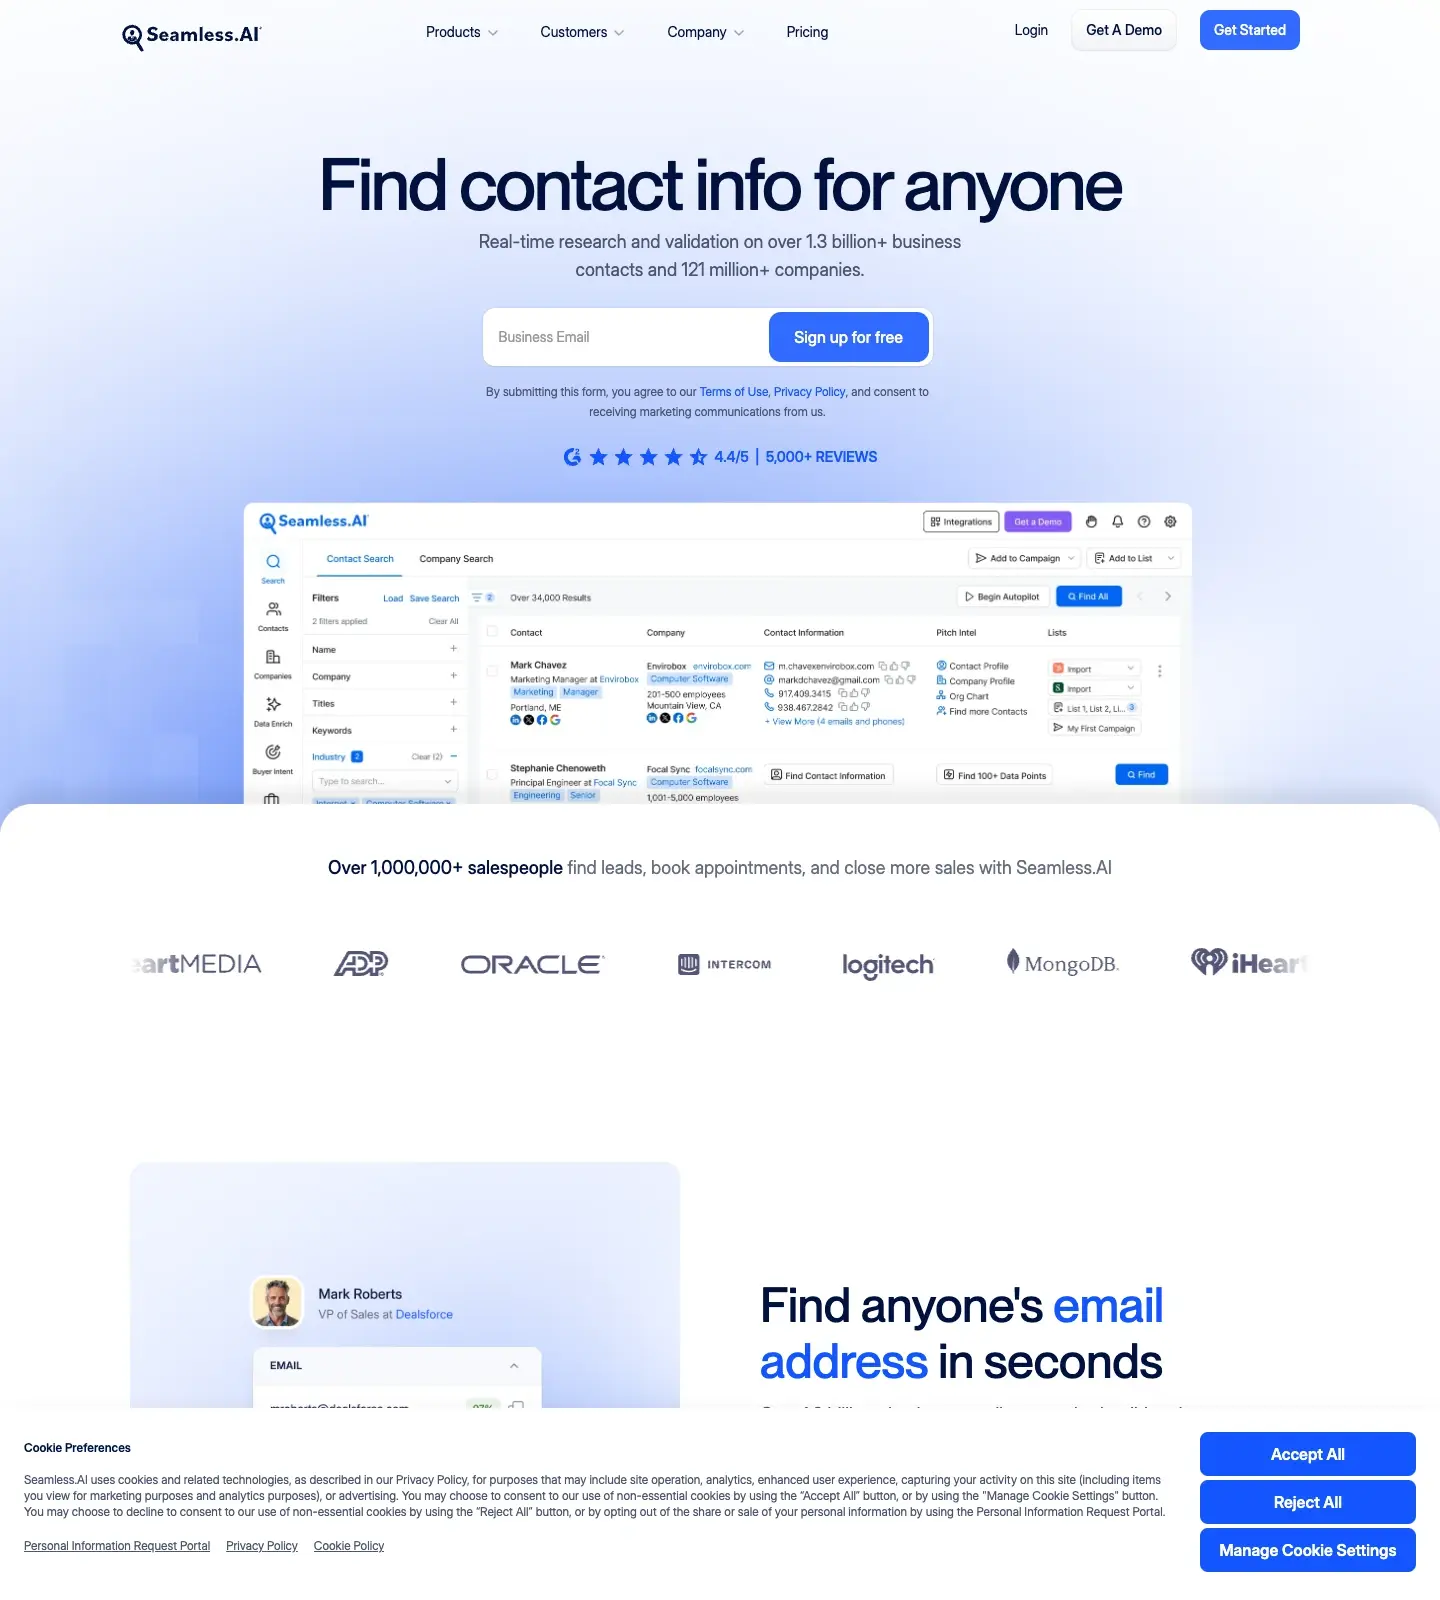 Seamless.AI
Products
Customers
Company
Pricing
Login
Get A Demo
Get Started
Find contact info for anyone
Real-time research and validation on over 1.3 billion+ business
contacts and 121 million+ companies.
Business Email
Sign up for free
By submitting this form, you agree to our Terms of Use, Privacy Policy, and consent to
receiving marketing communications from us.
4.4/5 | 5,000+ REVIEWS
Seamless.AI
Integrations
Get a Demo
Search
Contacts
Companies
Data Enrich
Buyer Intent
Contact Search
Company Search
Add to Campaign
Add to List
Filters
Load
Save Search
2
Over 34,000 Results
Begin Autopilot
Find All
2 filters applied
Clear All
Name
Company
Titles
Keywords
Industry 2
Clear (2)
Type to search...
Internet
Computer Software
Contact
Company
Contact Information
Pitch Intel
Lists
Mark Chavez
Marketing Manager at Envirobox
Marketing
Manager
Portland, ME
Envirobox envirobox.com
Computer Software
201-500 employees
Mountain View, CA
m.chavexenvirobox.com
markdchavez@gmail.com
917.409.3415
938.467.2842
+ View More (4 emails and phones)
Contact Profile
Company Profile
Org Chart
Find more Contacts
Import
Import
List 1, List 2, Li... 3
My First Campaign
Stephanie Chenoweth
Principal Engineer at Focal Sync
Engineering
Senior
Focal Sync focalsync.com
Computer Software
1,001-5,000 employees
Find Contact Information
Find 100+ Data Points
Find
Over 1,000,000+ salespeople find leads, book appointments, and close more sales with Seamless.AI
eartMEDIA
ADP
ORACLE
INTERCOM
logitech
MongoDB.
iHeart
Mark Roberts
VP of Sales at Dealsforce
EMAIL
Find anyone's email
address in seconds
Cookie Preferences
Seamless.AI uses cookies and related technologies, as described in our Privacy Policy, for purposes that may include site operation, analytics, enhanced user experience, capturing your activity on this site (including items
you view for marketing purposes and analytics purposes), or advertising. You may choose to consent to our use of non-essential cookies by using the “Accept All” button, or by using the "Manage Cookie Settings" button.
You may choose to decline to consent to our use of non-essential cookies by using the “Reject All” button, or by opting out of the share or sale of your personal information by using the Personal Information Request Portal.
Personal Information Request Portal
Privacy Policy
Cookie Policy
Accept All
Reject All
Manage Cookie Settings